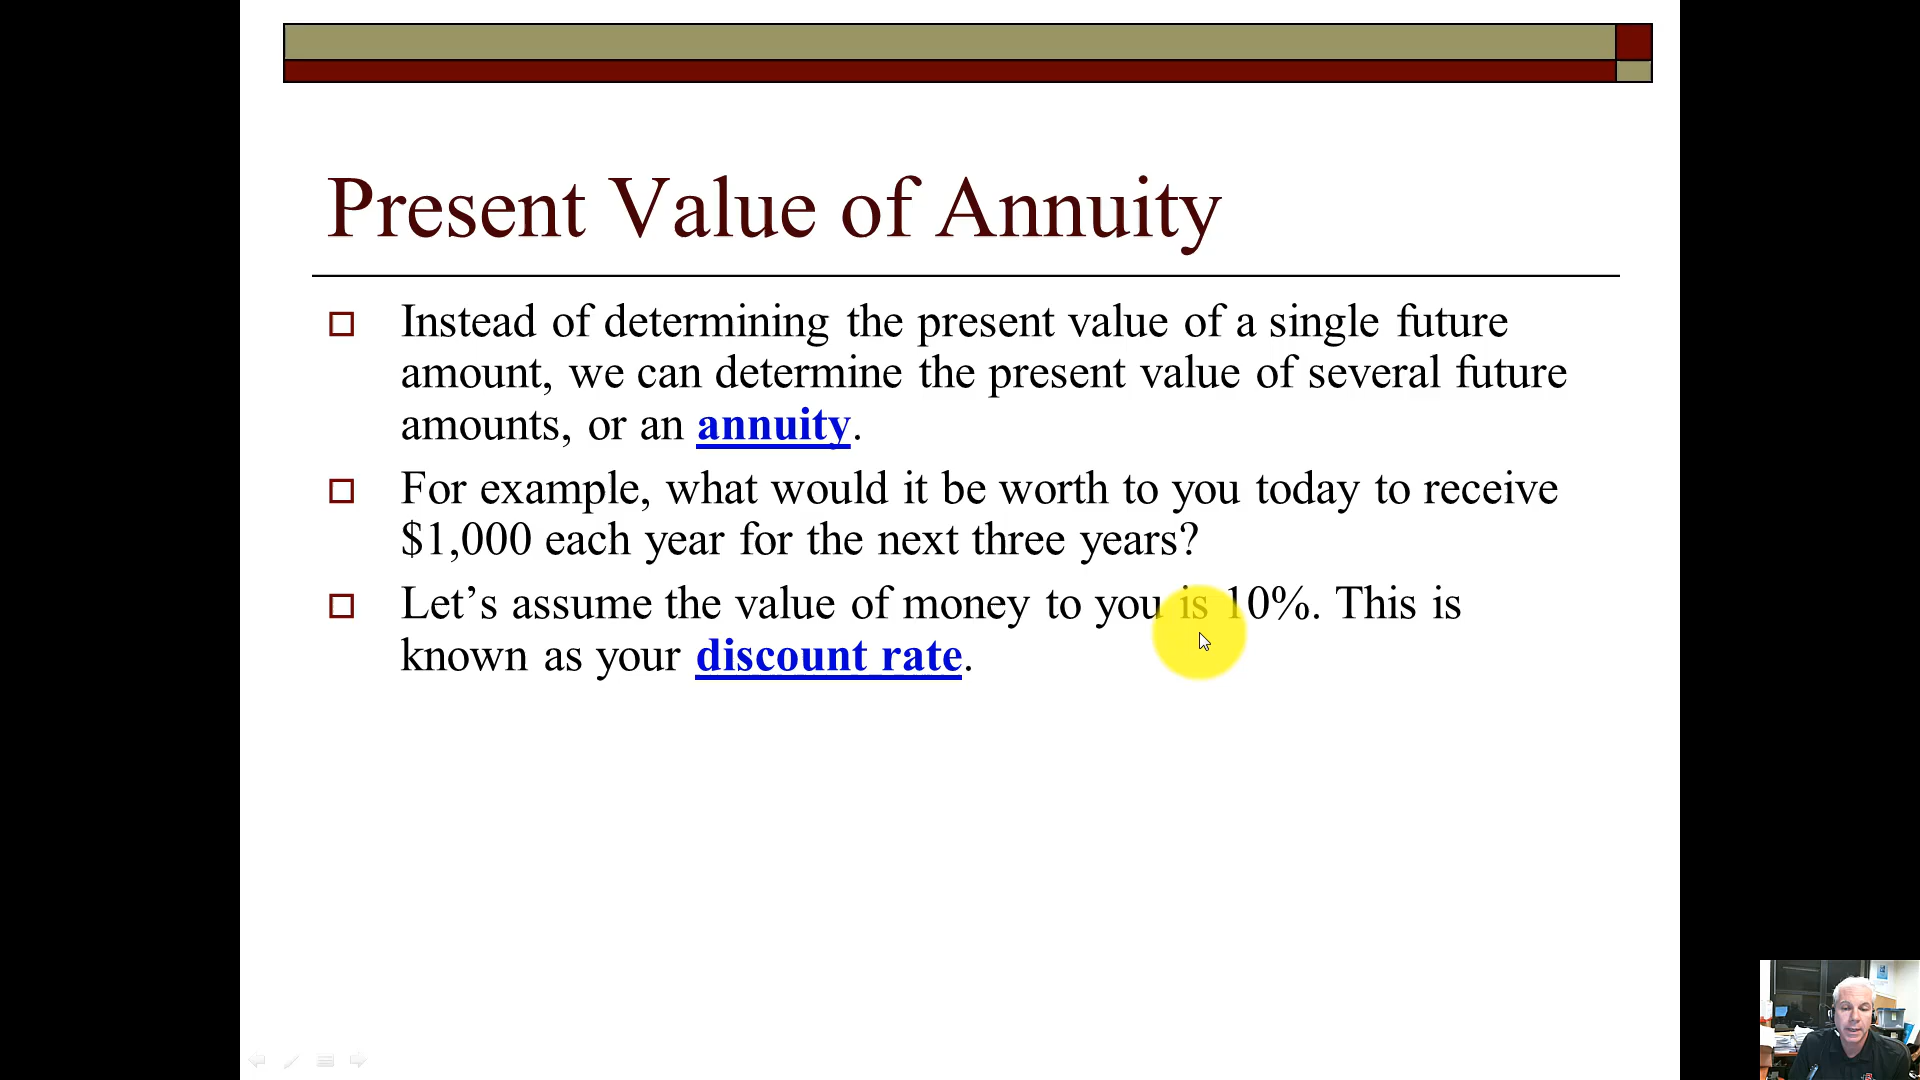 Present Value of Annuity
Instead of determining the present value of a single future
amount, we can determine the present value of several future
amounts, or an annuity.
For example, what would it be worth to you today to receive
$1,000 each year for the next three years?
Let’s assume the value of money to you is 10%. This is
known as your discount rate.